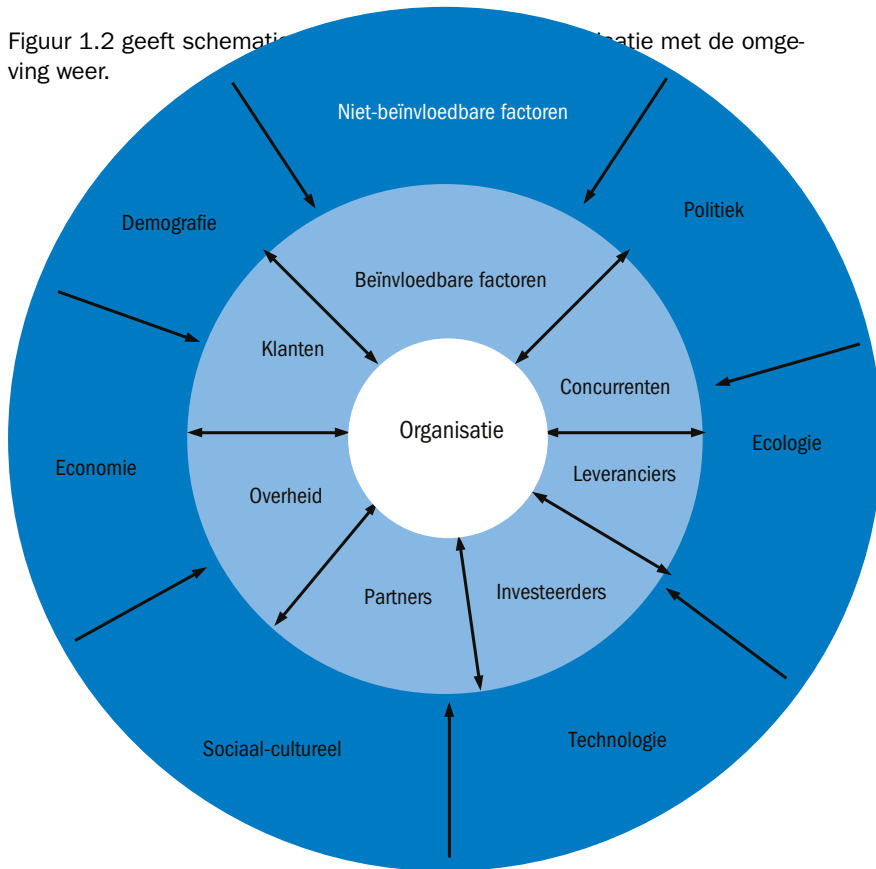 Figuur 1.2 geeft schematis atie met de omge-
ving weer.
Niet-beïnvloedbare factoren
Demografie
Politiek
Beïnvloedbare factoren
Klanten
Concurrenten
Organisatie
Economie
Ecologie
Overheid
Leveranciers
Partners
Investeerders
Sociaal-cultureel
Technologie